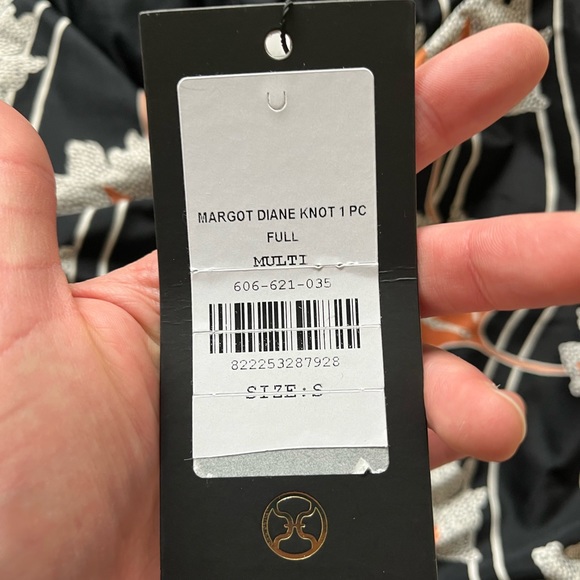 MARGOT DIANE KNOT 1 PC
FULL
MULTI
606-621-035
822253287928
SIZE:S